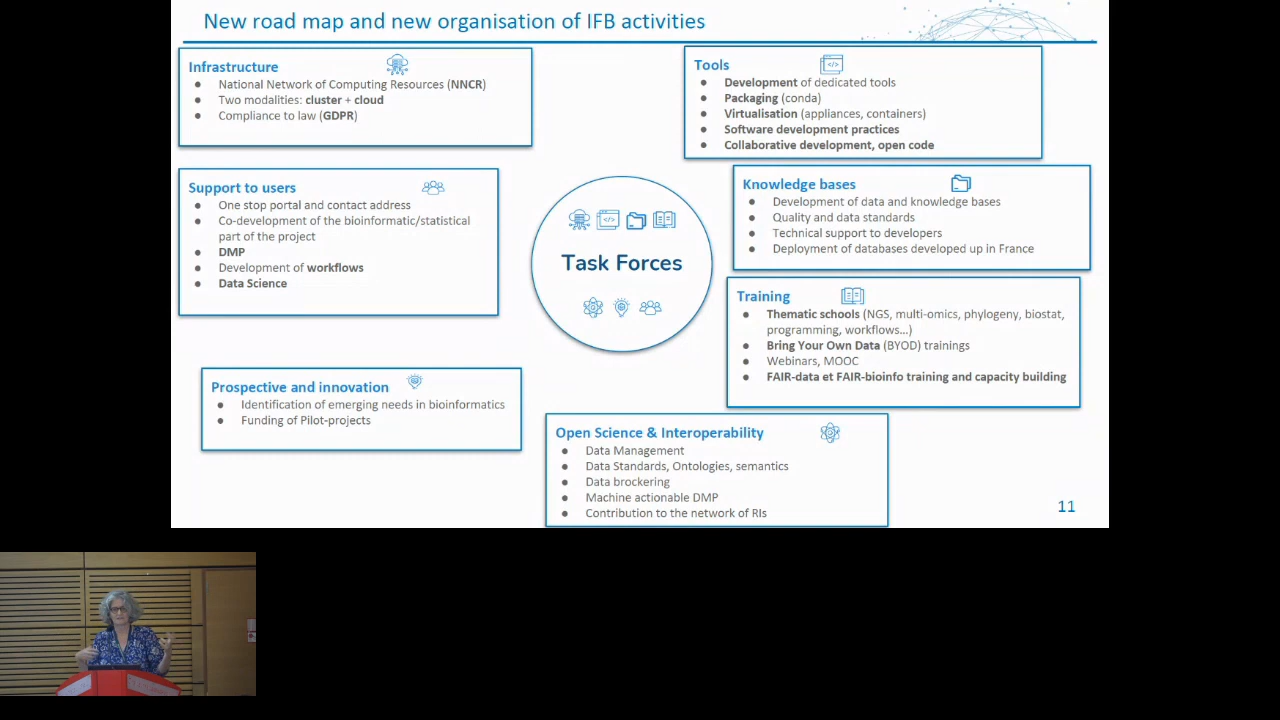 New road map and new organisation of IFB activities
Infrastructure
● National Network of Computing Resources (NNCR)
● Two modalities: cluster + cloud
● Compliance to law (GDPR)
Tools
● Development of dedicated tools
● Packaging (conda)
● Virtualisation (appliances, containers)
● Software development practices
● Collaborative development, open code
Support to users
● One stop portal and contact address
● Co-development of the bioinformatic/statistical
part of the project
● DMP
● Development of workflows
● Data Science
Task Forces
Knowledge bases
● Development of data and knowledge bases
● Quality and data standards
● Technical support to developers
● Deployment of databases developed up in France
Training
● Thematic schools (NGS, multi-omics, phylogeny, biostat,
programming, workflows...)
● Bring Your Own Data (BYOD) trainings
● Webinars, MOOC
● FAIR-data et FAIR-bioinfo training and capacity building
Prospective and innovation
● Identification of emerging needs in bioinformatics
● Funding of Pilot-projects
Open Science & Interoperability
● Data Management
● Data Standards, Ontologies, semantics
● Data brockering
● Machine actionable DMP
● Contribution to the network of RIs
11